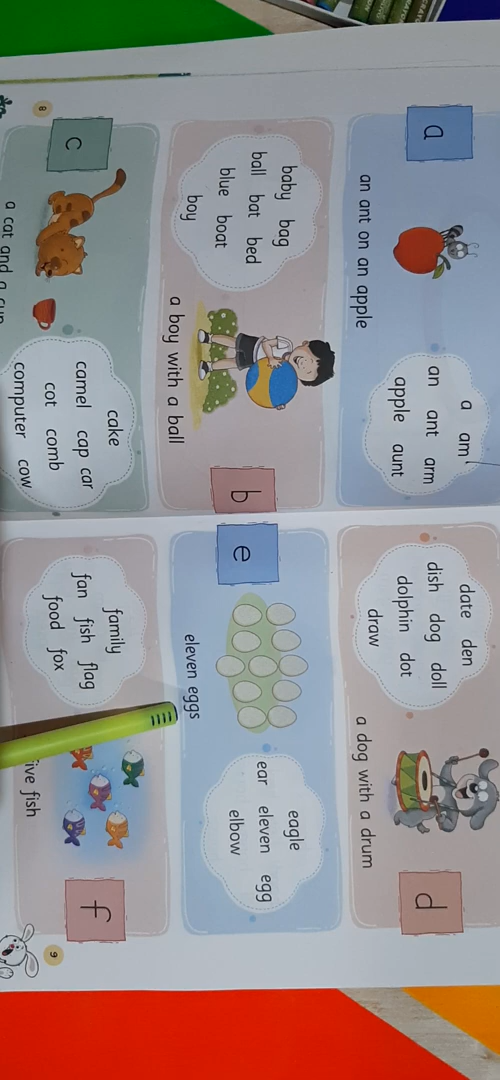 a
an ant on an apple
a am
an ant arm
apple aunt
baby bag
ball bat bed
blue boat
boy
a boy with a ball
b
c
a cat and a cup
cake
camel cap car
cot comb
computer cow
8
date den
dish dog doll
dolphin dot
draw
a dog with a drum
d
e
eleven eggs
eagle
ear eleven egg
elbow
family
fan fish flag
food fox
fish
f
9